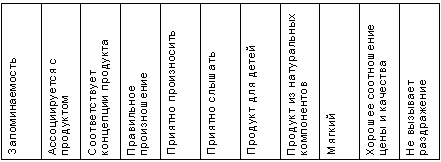 Запоминаемость
Ассоциируется с
продуктом
Соответствует
концепции продукта
Правильное
произношение
Приятно произносить
Приятно слышать
Продукт для детей
Продукт из натуральных
компонентов
Мягкий
Хорошее соотношение
цены и качества
Не вызывает
раздражение